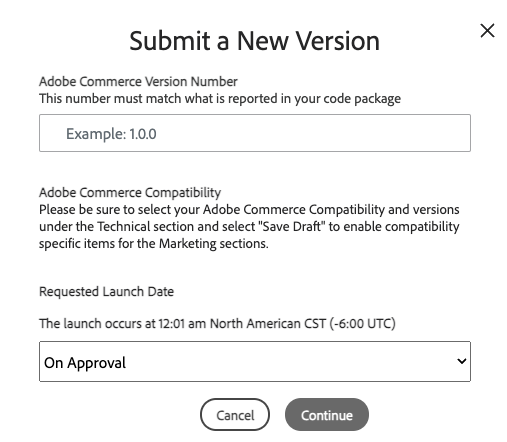 Submit a New Version
Adobe Commerce Version Number
This number must match what is reported in your code package
Example: 1.0.0
Adobe Commerce Compatibility
Please be sure to select your Adobe Commerce Compatibility and versions
under the Technical section and select "Save Draft" to enable compatibility
specific items for the Marketing sections.
Requested Launch Date
The launch occurs at 12:01 am North American CST (-6:00 UTC)
On Approval
Cancel
Continue